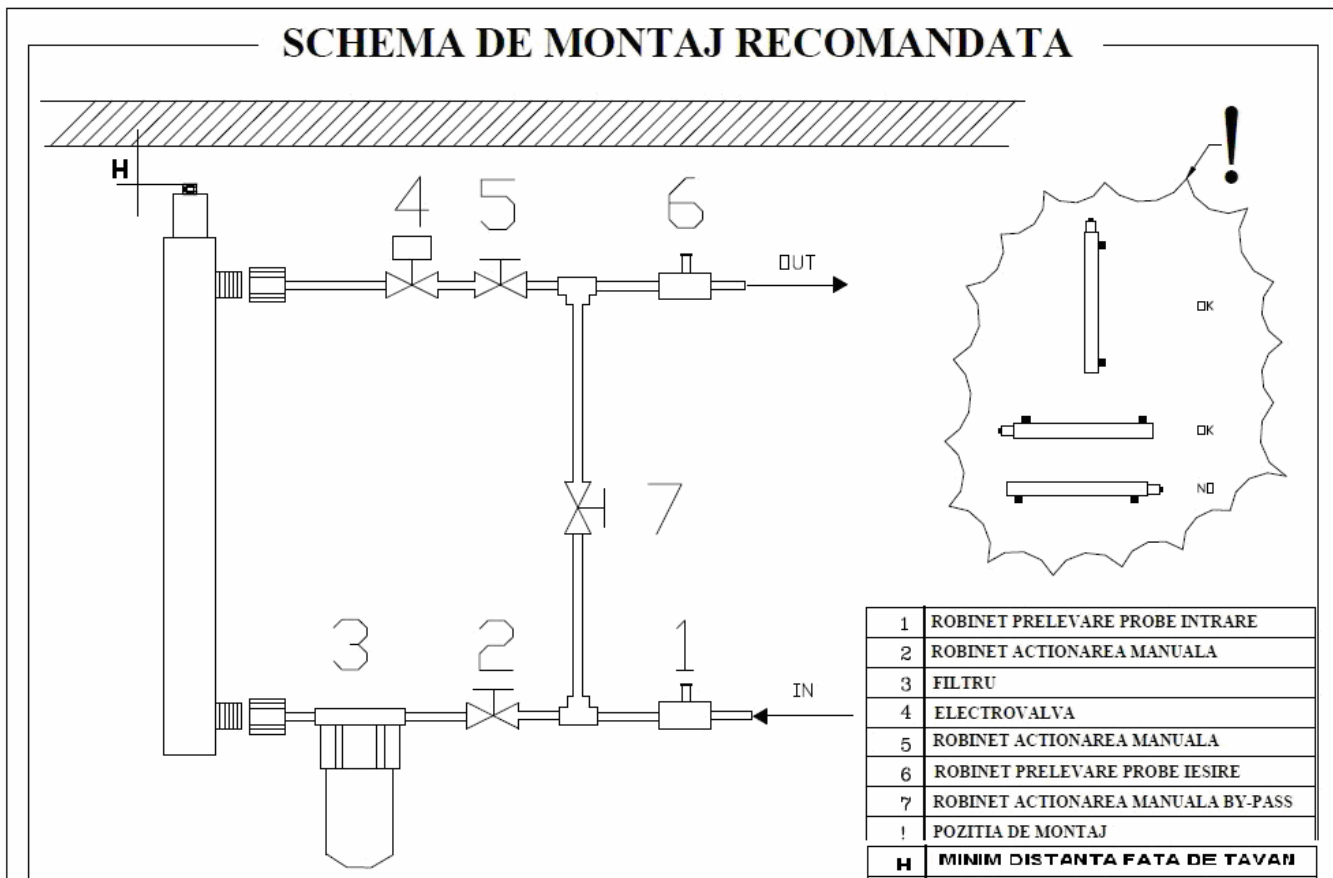 SCHEMA DE MONTAJ RECOMANDATA
H
4 5 6
OUT
!
OK
OK
NO
7
3 2 1
IN
1 ROBINET PRELEVARE PROBE INTRARE
2 ROBINET ACTIONAREA MANUALA
3 FILTRU
4 ELECTROVALVA
5 ROBINET ACTIONAREA MANUALA
6 ROBINET PRELEVARE PROBE IESIRE
7 ROBINET ACTIONAREA MANUALA BY-PASS
! POZITIA DE MONTAJ
H MINIM DISTANTA FATA DE TAVAN